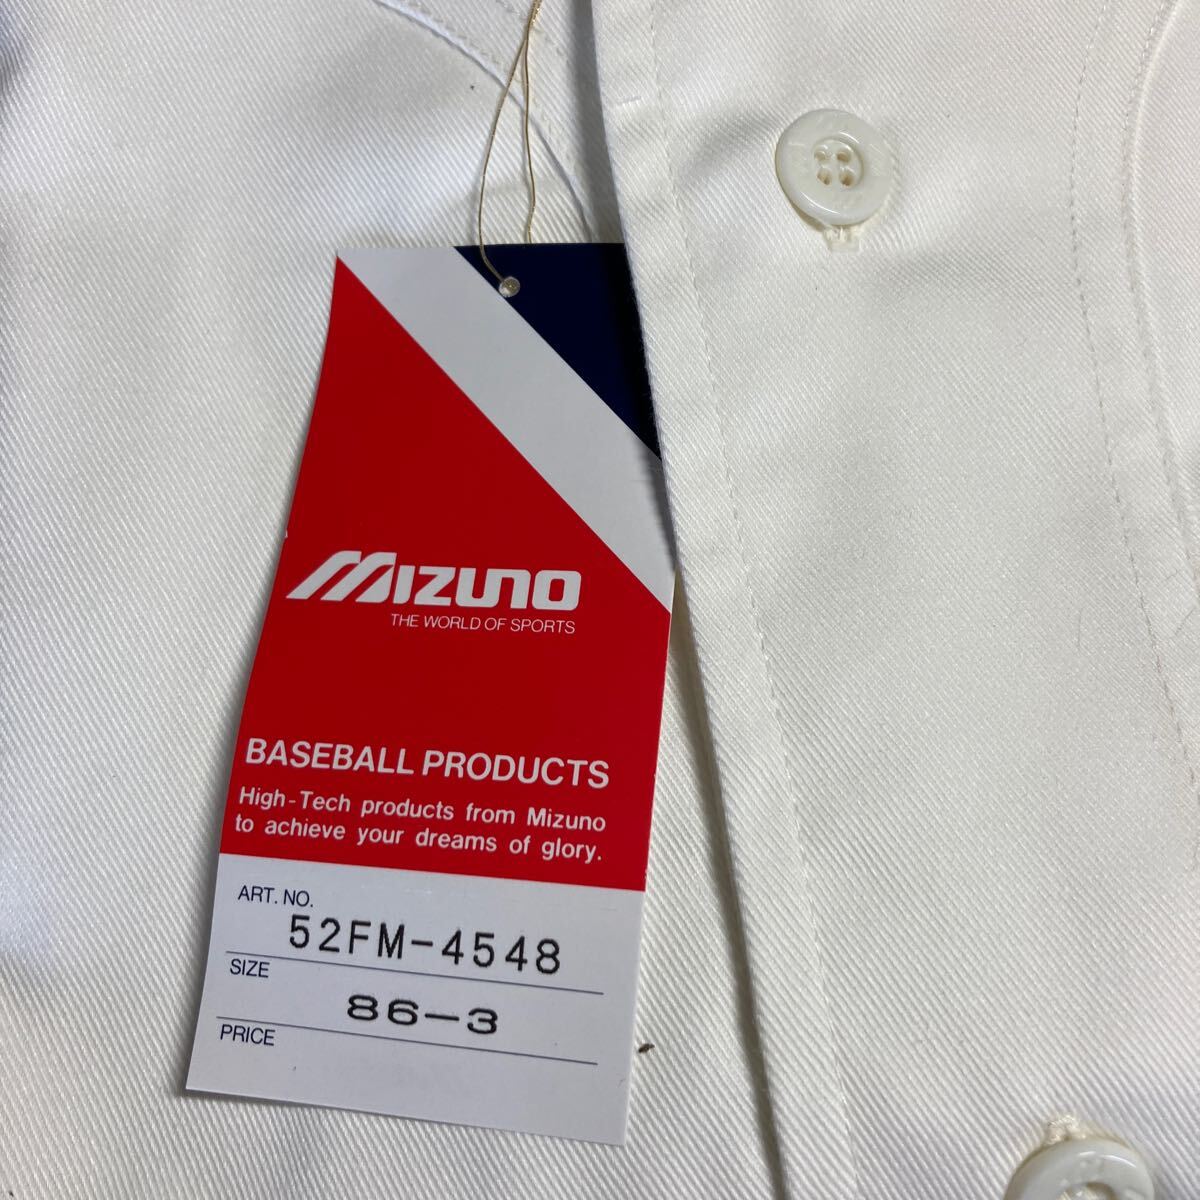 MIZUNO
THE WORLD OF SPORTS
BASEBALL PRODUCTS
High-Tech products from Mizuno
to achieve your dreams of glory.
ART. NO.
52FM-4548
SIZE
86-3
PRICE